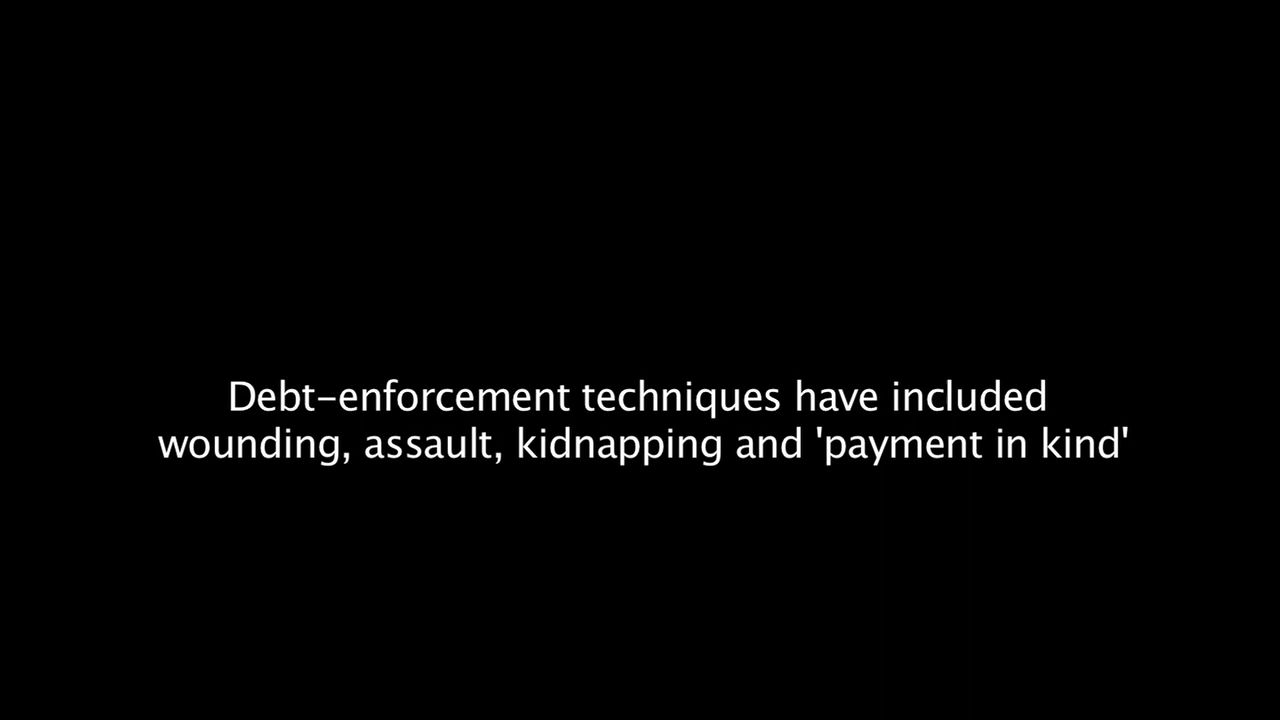 Debt-enforcement techniques have included
wounding, assault, kidnapping and 'payment in kind'